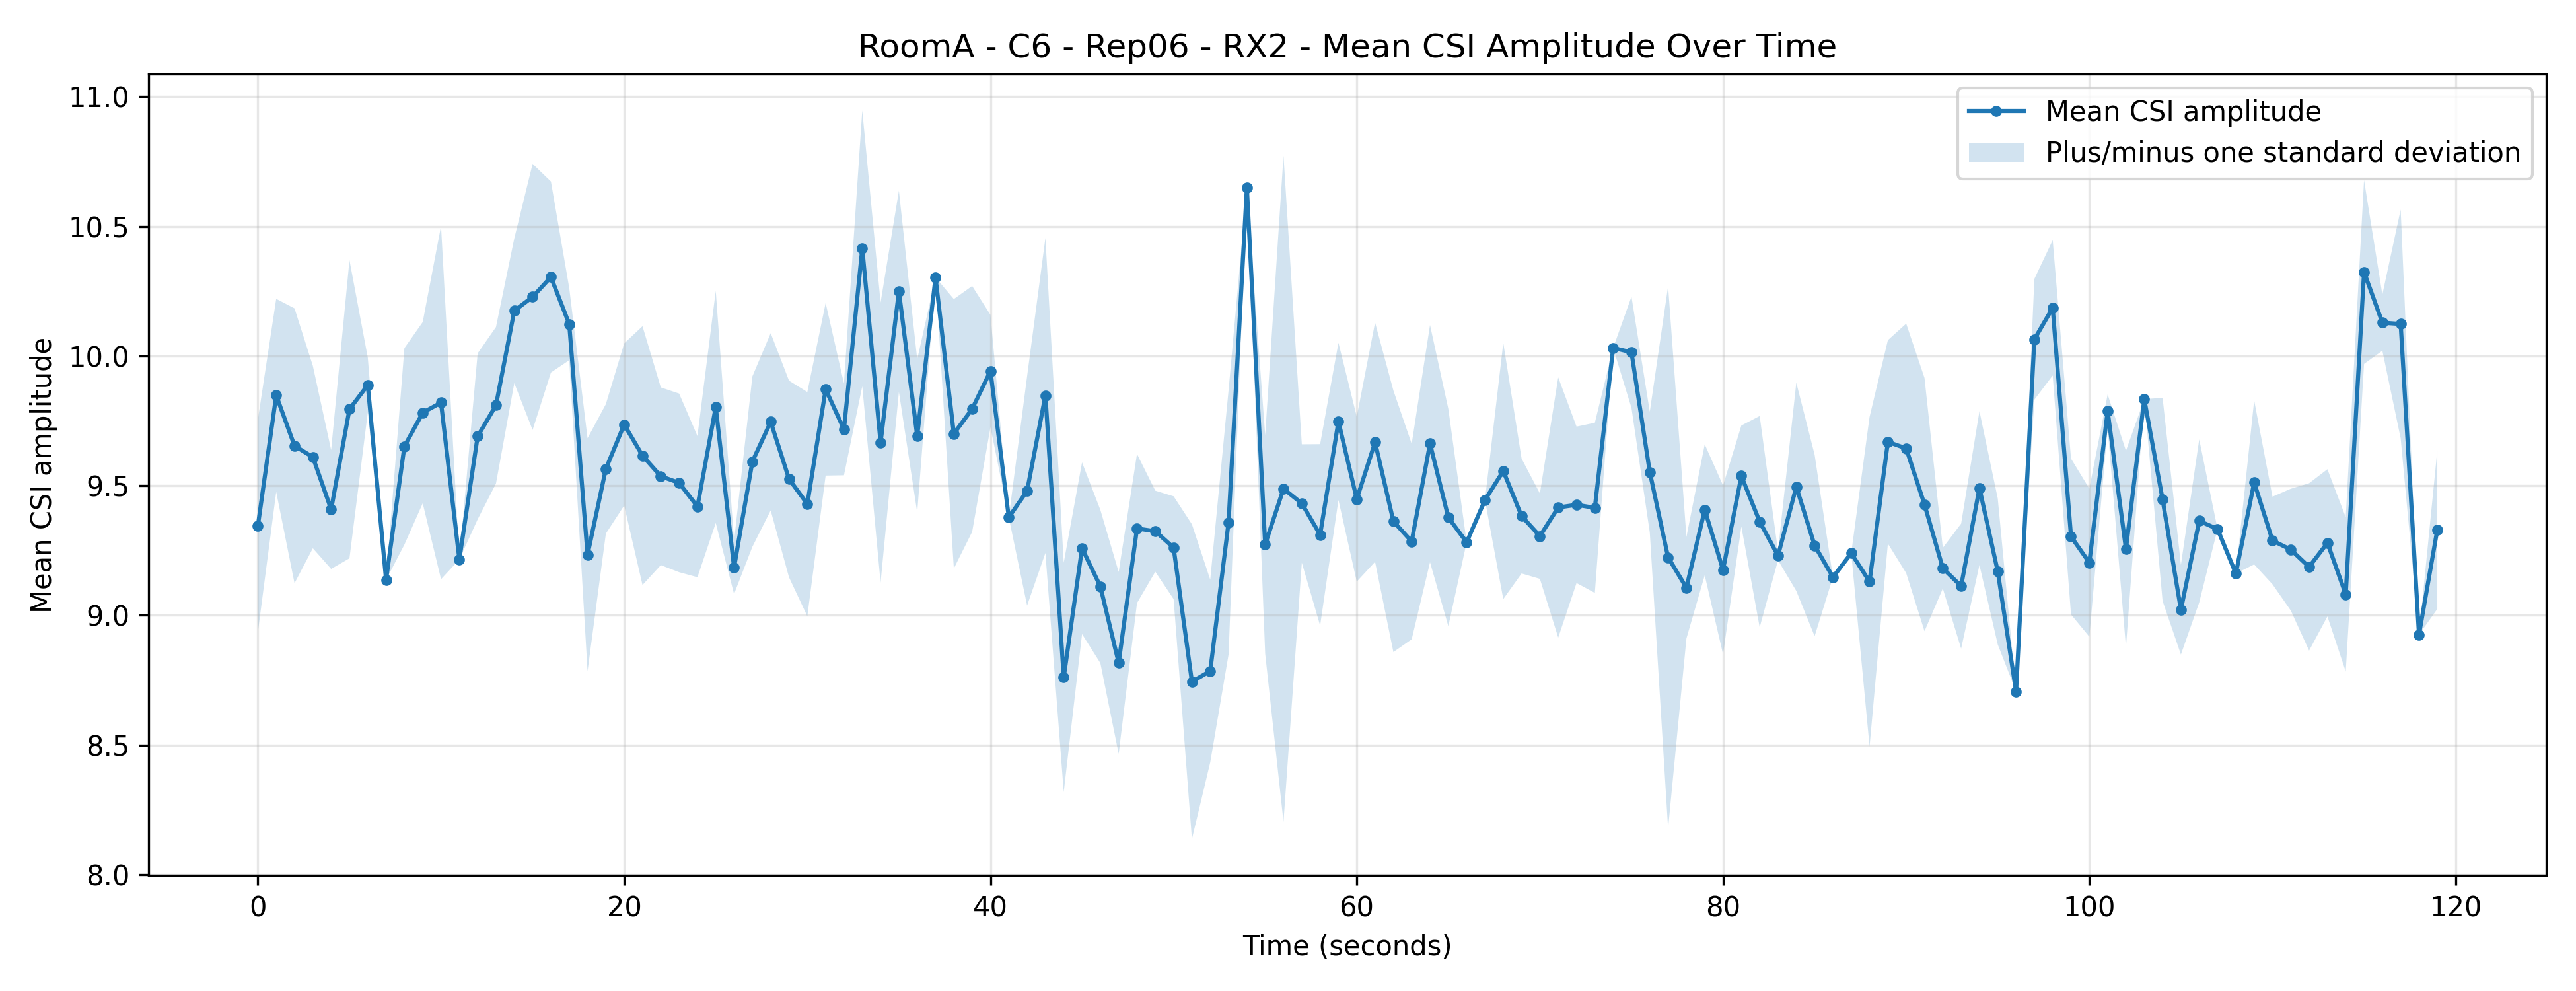 RoomA - C6 - Rep06 - RX2 - Mean CSI Amplitude Over Time
Mean CSI amplitude
Plus/minus one standard deviation
Mean CSI amplitude
11.0
10.5
10.0
9.5
9.0
8.5
8.0
0 20 40 60 80 100 120
Time (seconds)